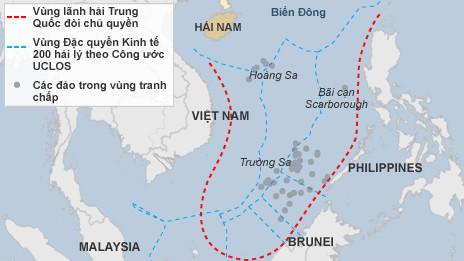 Vùng lãnh hải Trung
Quốc đòi chủ quyền
Vùng Đặc quyền Kinh tế
200 hải lý theo Công ước
UCLOS
Các đảo trong vùng tranh
chấp
Biển Đông
HẢI NAM
Hoàng Sa
Bãi cạn
Scarborough
VIỆT NAM
Trường Sa
PHILIPPINES
MALAYSIA
BRUNEI